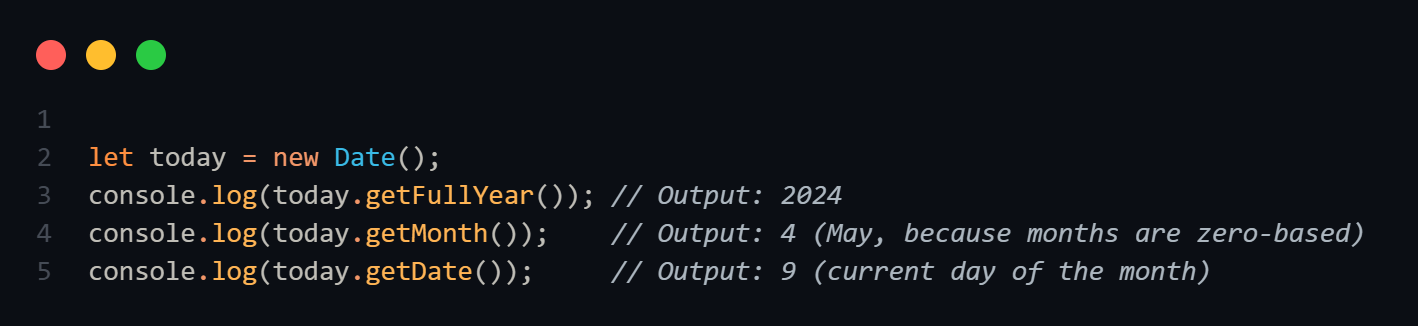 1
2 let today = new Date();
3 console.log(today.getFullYear()); // Output: 2024
4 console.log(today.getMonth());    // Output: 4 (May, because months are zero-based)
5 console.log(today.getDate());     // Output: 9 (current day of the month)